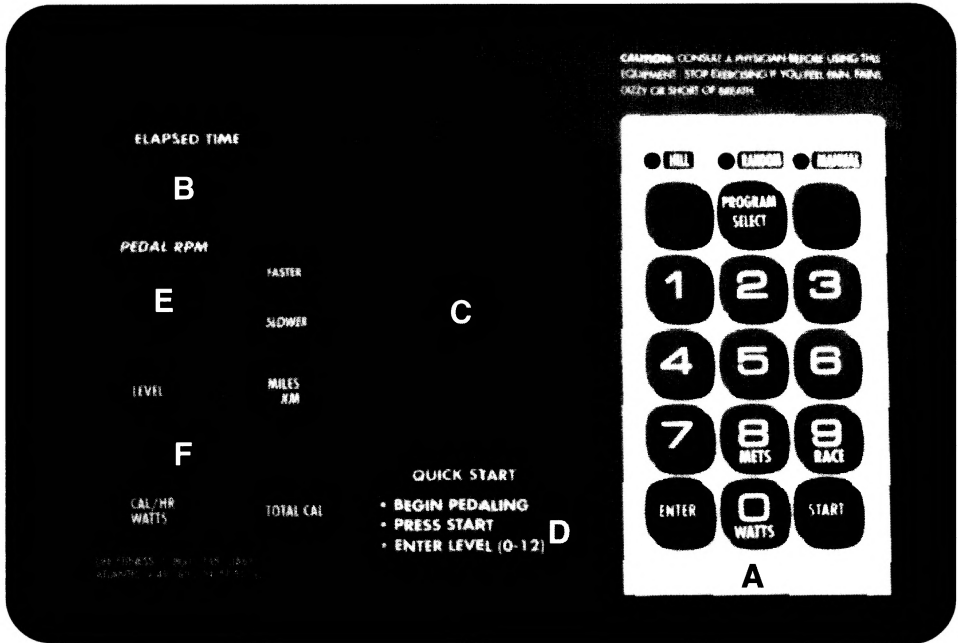 CAUTION: CONSULT A PHYSICIAN BEFORE USING THIS
EQUIPMENT. STOP EXERCISING IF YOU FEEL PAIN, FAINT,
DIZZY OR SHORT OF BREATH.
ELAPSED TIME
B
PEDAL RPM
E
FASTER
SLOWER
C
LEVEL
MILES
KM
F
CAL/HR
WATTS
TOTAL CAL
QUICK START
• BEGIN PEDALING
• PRESS START
• ENTER LEVEL (0-12)
D
HILL RANDOM MANUAL
PROGRAM
SELECT
1 2 3
4 5 6
7 8 9
METS RACE
ENTER 0 START
WATTS
A